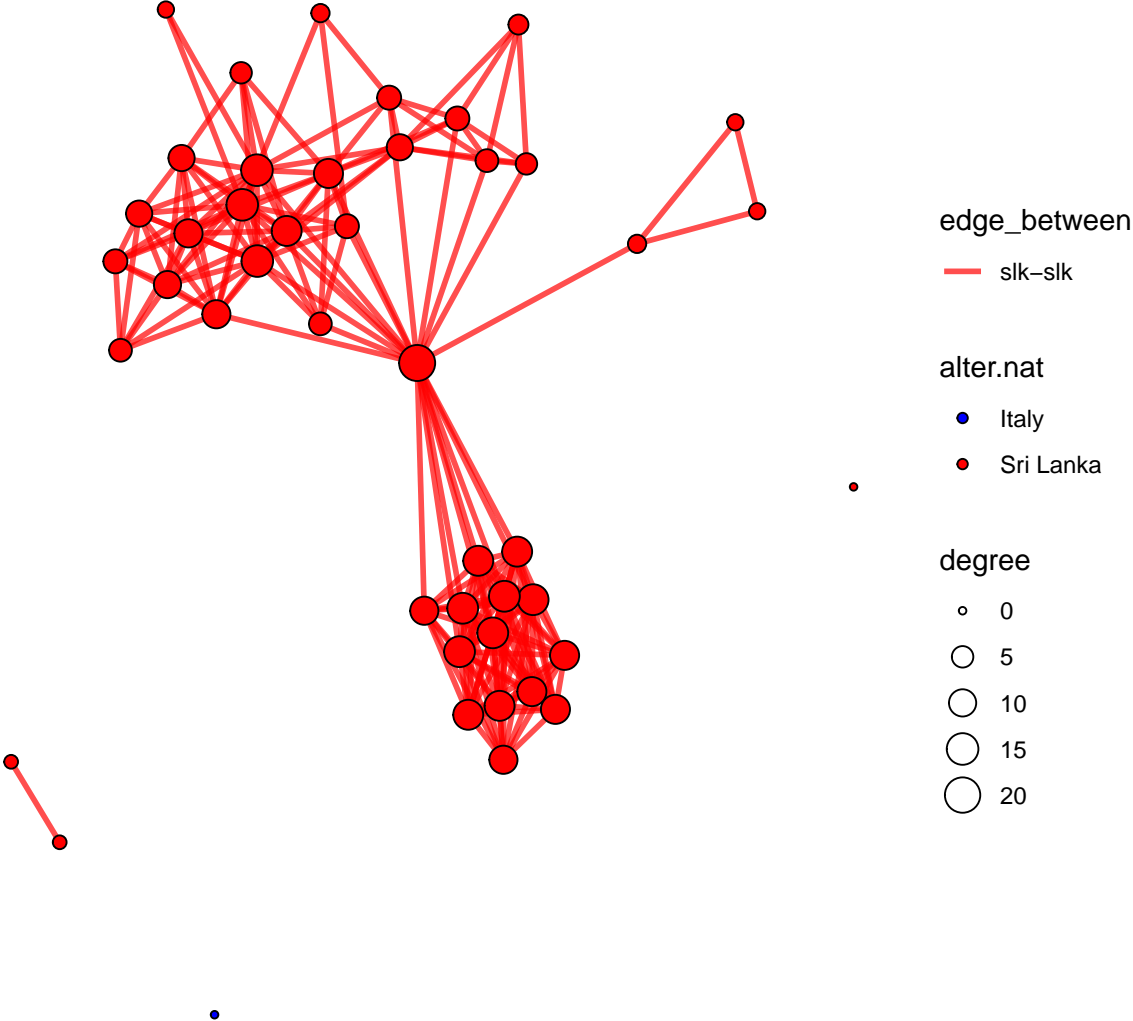 edge_between
slk−slk
alter.nat
Italy
Sri Lanka
degree
0
5
10
15
20